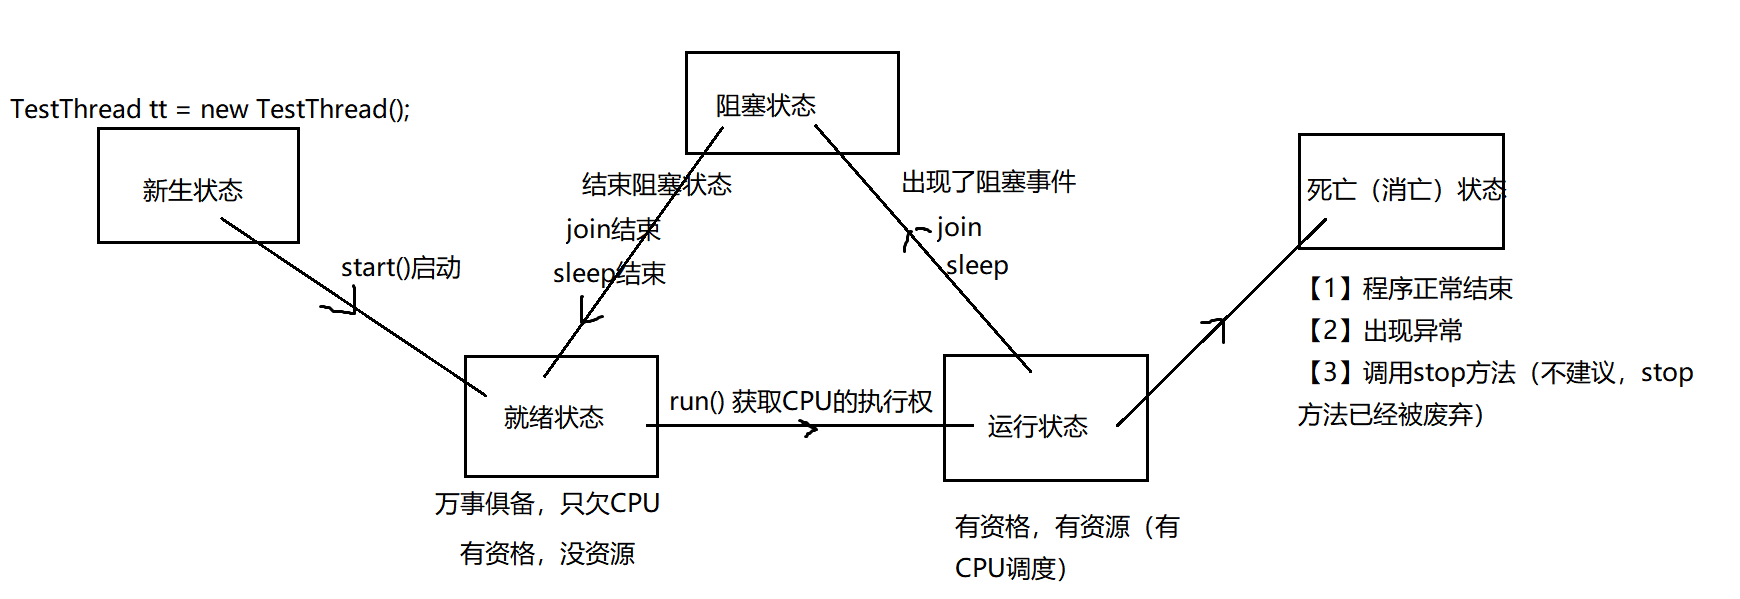 TestThread tt = new TestThread();
新生状态
start()启动
阻塞状态
结束阻塞状态
join结束
sleep结束
出现了阻塞事件
join
sleep
就绪状态
万事俱备，只欠CPU
有资格，没资源
run() 获取CPU的执行权
运行状态
有资格，有资源（有
CPU调度）
死亡（消亡）状态
【1】程序正常结束
【2】出现异常
【3】调用stop方法（不建议，stop
方法已经被废弃）